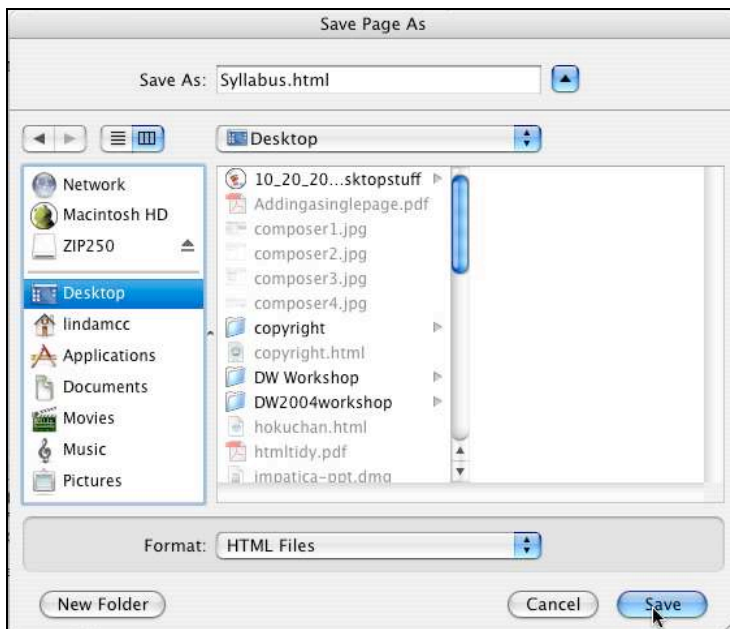 Save Page As
Save As: Syllabus.html
Desktop
Network
Macintosh HD
ZIP250
Desktop
lindamcc
Applications
Documents
Movies
Music
Pictures
10_20_20...sktopstuff
Addingasinglepage.pdf
composer1.jpg
composer2.jpg
composer3.jpg
composer4.jpg
copyright
copyright.html
DW Workshop
DW2004workshop
hokuchan.html
htmltidy.pdf
impatica-ppt.dmg
Format: HTML Files
New Folder
Cancel
Save